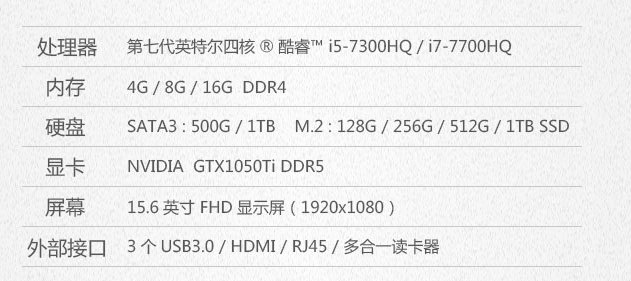 处理器 第七代英特尔四核 ® 酷睿™ i5-7300HQ / i7-7700HQ
内存 4G / 8G / 16G DDR4
硬盘 SATA3 : 500G / 1TB M.2 : 128G / 256G / 512G / 1TB SSD
显卡 NVIDIA GTX1050Ti DDR5
屏幕 15.6 英寸 FHD 显示屏（1920x1080）
外部接口 3 个 USB3.0 / HDMI / RJ45 / 多合一读卡器